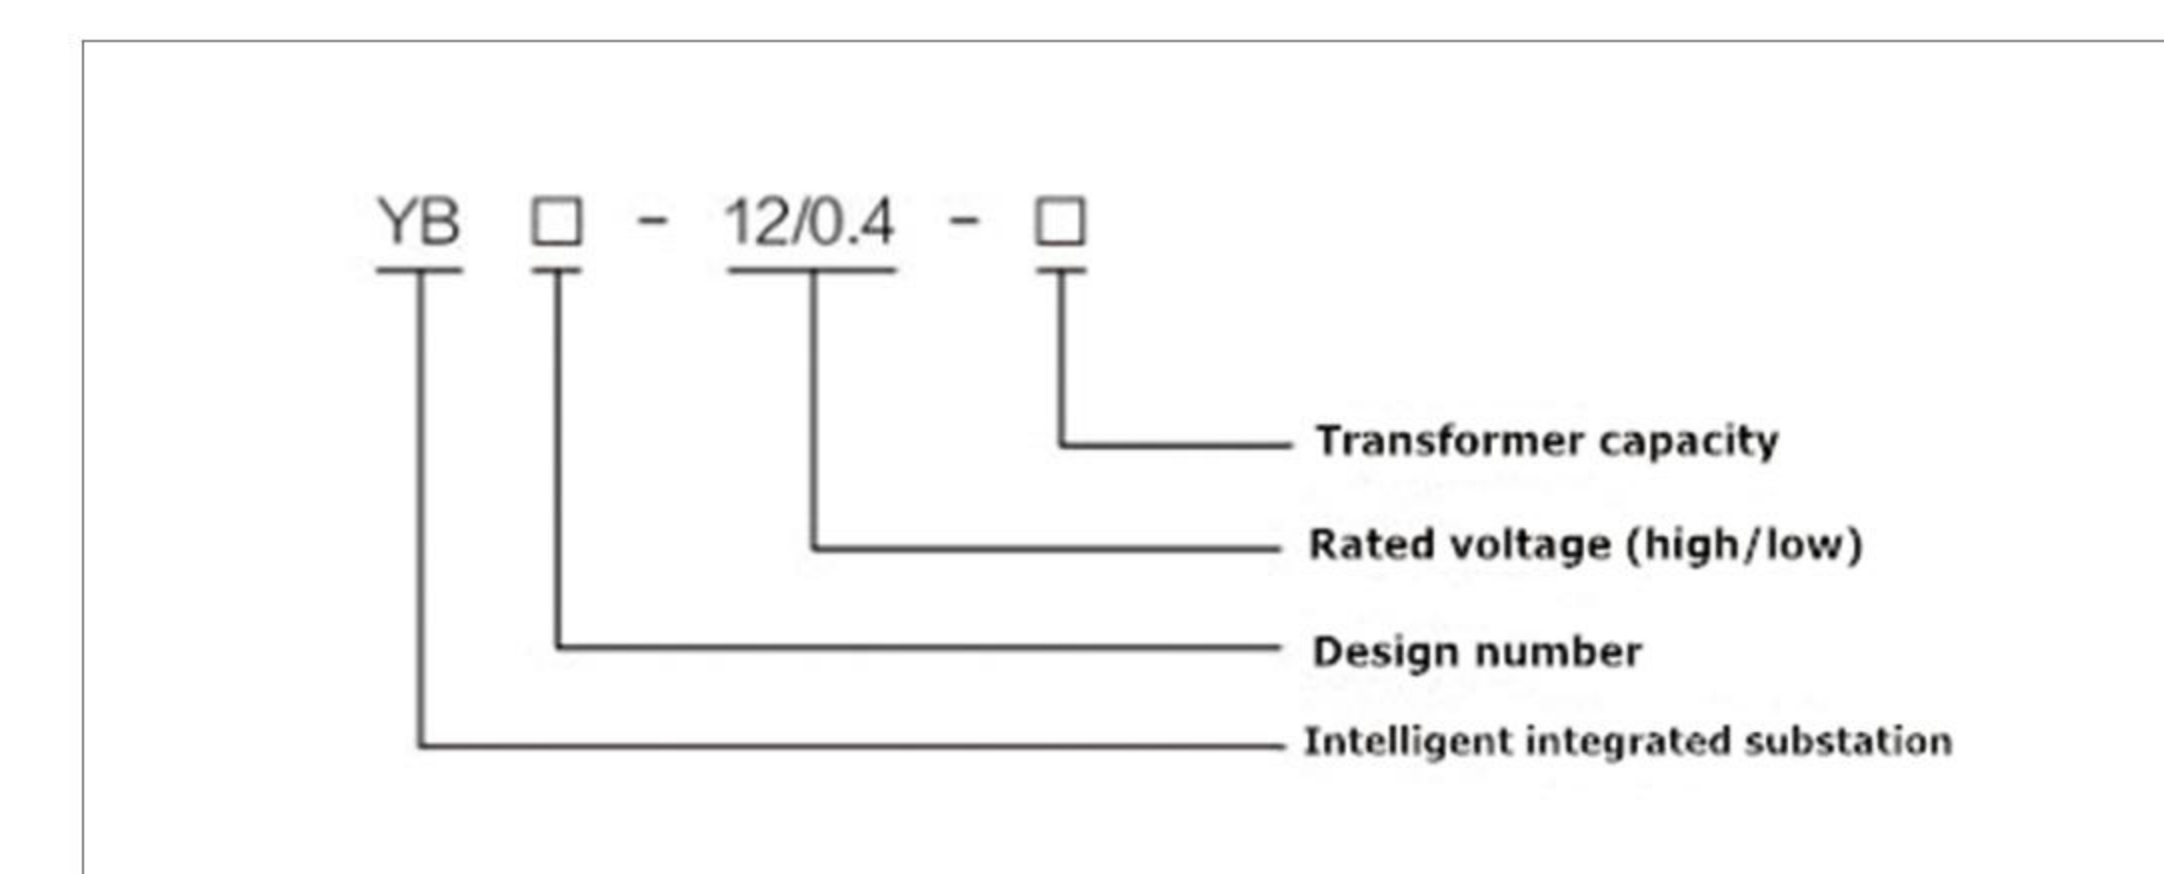 YB □ - 12/0.4 - □
Transformer capacity
Rated voltage (high/low)
Design number
Intelligent integrated substation